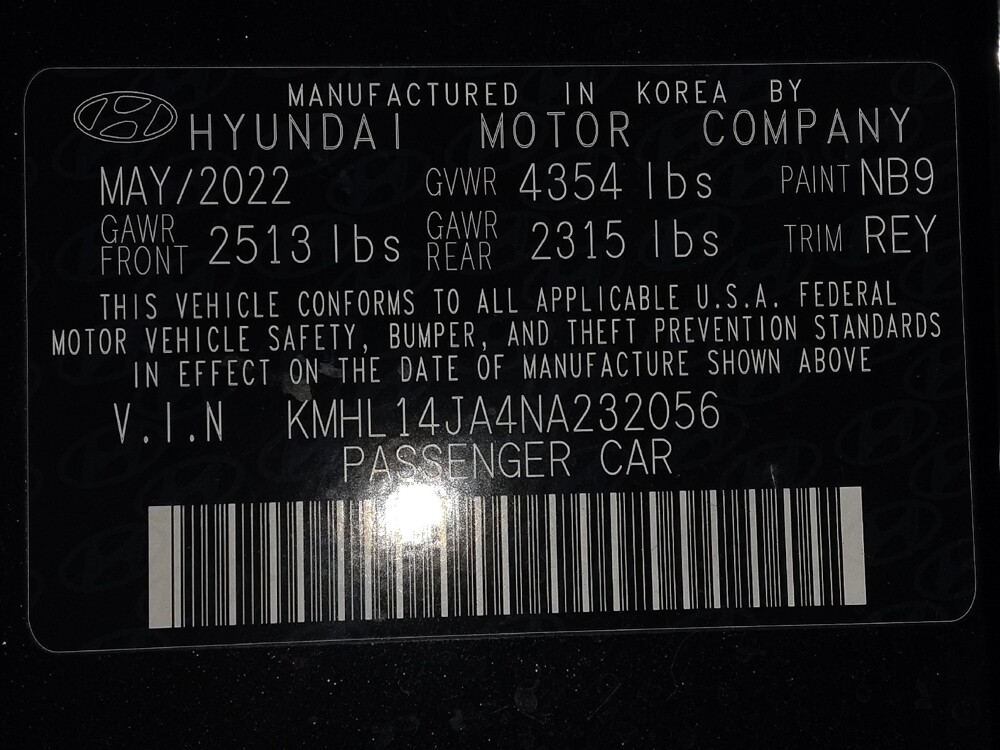 MANUFACTURED IN KOREA BY
HYUNDAI MOTOR COMPANY
MAY/2022 GVWR 4354 lbs PAINT NB9
GAWR FRONT 2513 lbs GAWR REAR 2315 lbs TRIM REY
THIS VEHICLE CONFORMS TO ALL APPLICABLE U.S.A. FEDERAL
MOTOR VEHICLE SAFETY, BUMPER, AND THEFT PREVENTION STANDARDS
IN EFFECT ON THE DATE OF MANUFACTURE SHOWN ABOVE
V.I.N KMHL14JA4NA232056
PASSENGER CAR